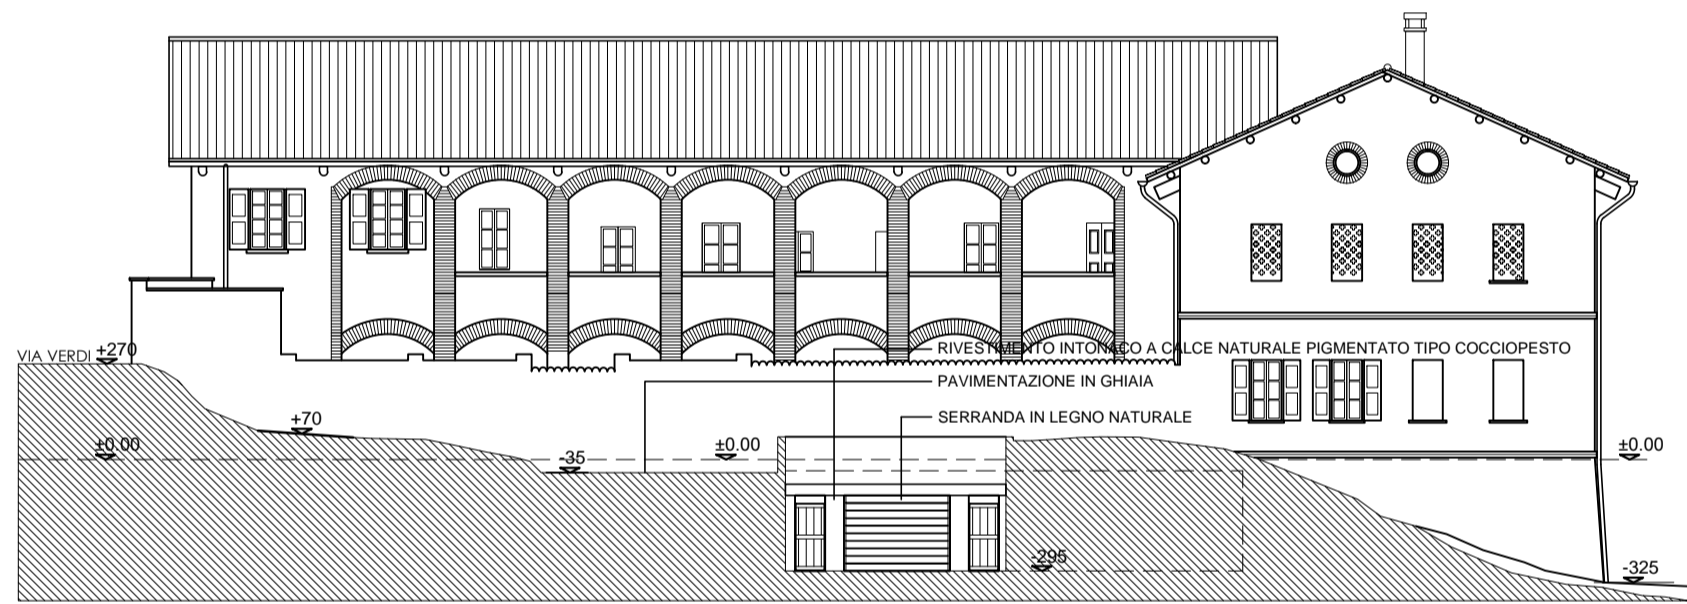 RIVESTIMENTO INTONACO A CALCE NATURALE PIGMENTATO TIPO COCCIOPESTO
VIA VERDI +270
PAVIMENTAZIONE IN GHIAIA
SERRANDA IN LEGNO NATURALE
+70
±0.00
±0.00
±0.00
-35
-295
-325